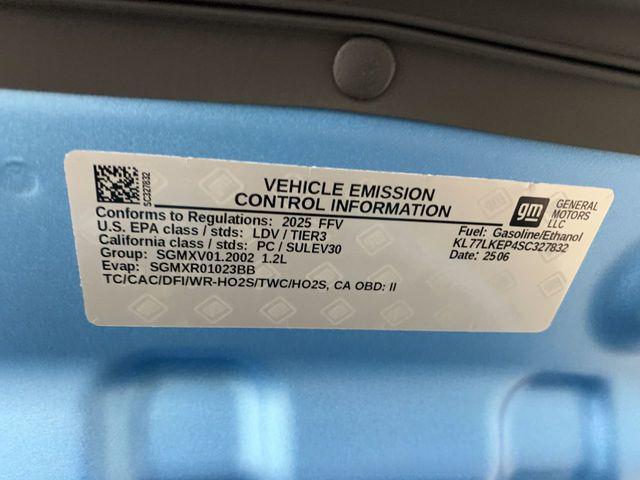 SC327832
VEHICLE EMISSION
CONTROL INFORMATION
gm
GENERAL
MOTORS
LLC
Conforms to Regulations: 2025 FFV
U.S. EPA class / stds: LDV / TIER3
California class / stds: PC / SULEV30
Group: SGMXV01.2002 1.2L
Evap: SGMXR01023BB
TC/CAC/DFI/WR-HO2S/TWC/HO2S, CA OBD: II
Fuel: Gasoline/Ethanol
KL77LKEP4SC327832
Date: 2506